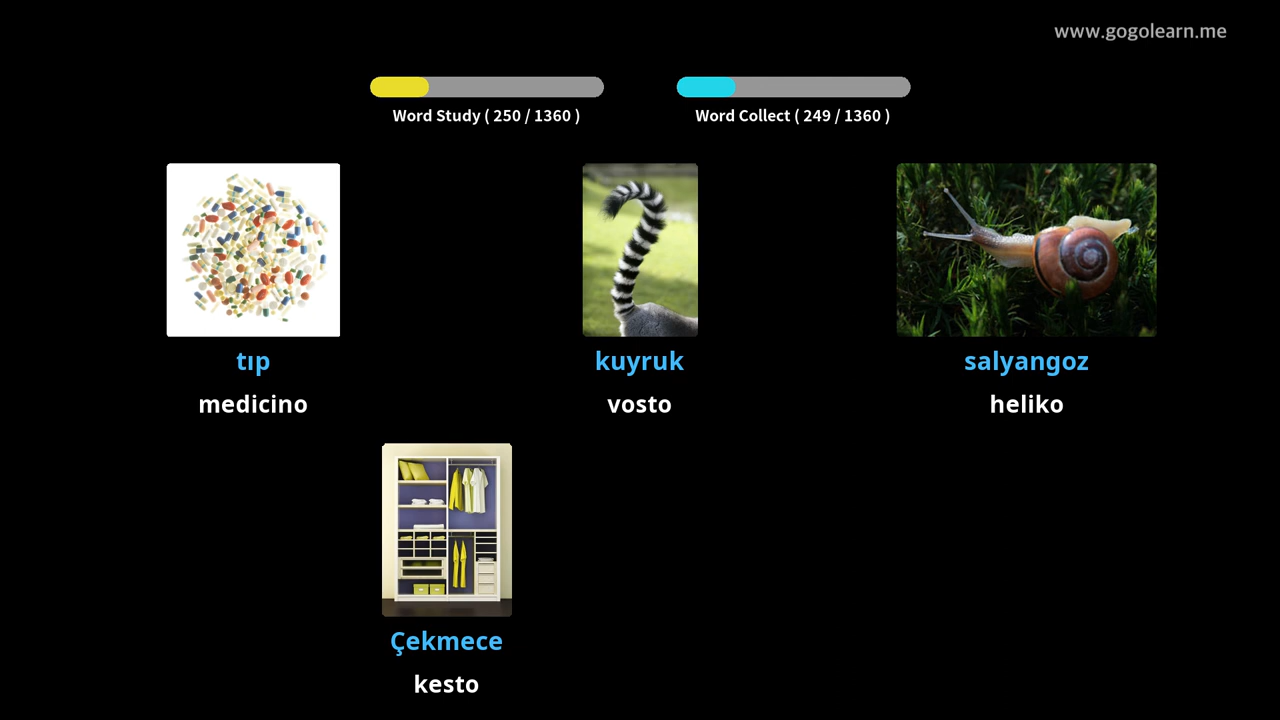 www.gogolearn.me
Word Study ( 250 / 1360 )
Word Collect ( 249 / 1360 )
tıp
kuyruk
salyangoz
medicino
vosto
heliko
Çekmece
kesto